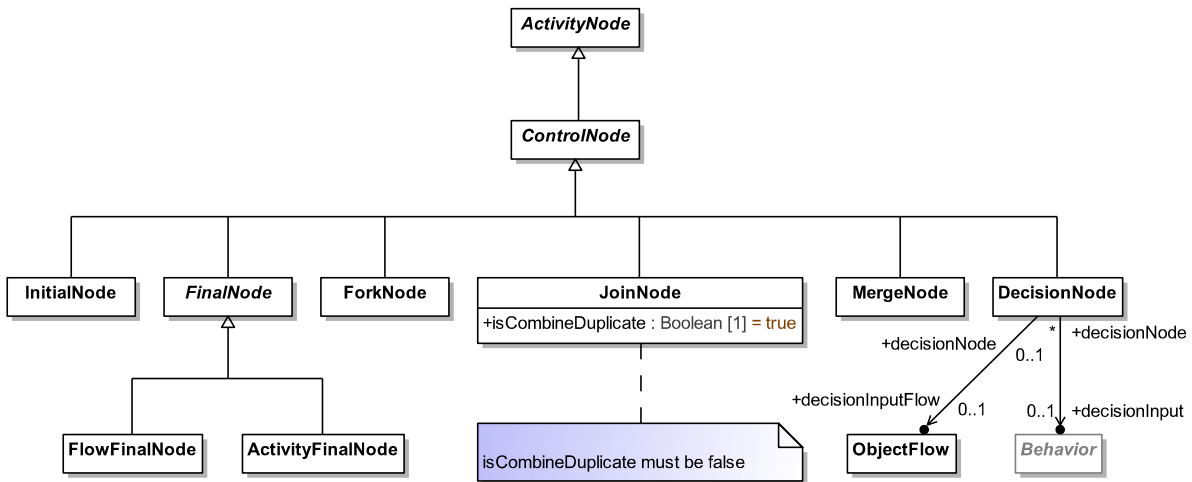 ActivityNode
ControlNode
InitialNode
FinalNode
ForkNode
JoinNode
+isCombineDuplicate : Boolean [1] = true
MergeNode
DecisionNode
+decisionNode
0..1
*
+decisionNode
+decisionInputFlow
0..1
0..1
+decisionInput
FlowFinalNode
ActivityFinalNode
isCombineDuplicate must be false
ObjectFlow
Behavior